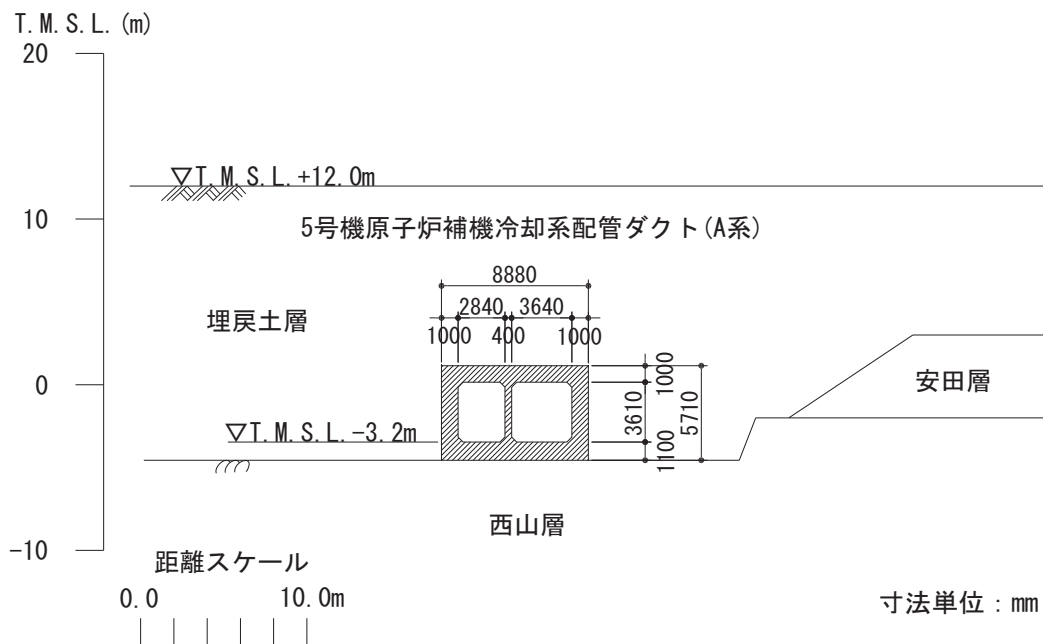 T.M.S.L.(m)
20
▽T.M.S.L.+12.0m
10
5号機原子炉補機冷却系配管ダクト(A系)
8880
2840 3640
1000 400 1000
埋戻土層
0
1000
3610
5710
1100
安田層
▽T.M.S.L.-3.2m
西山層
-10
距離スケール
0.0 10.0m
寸法単位：mm